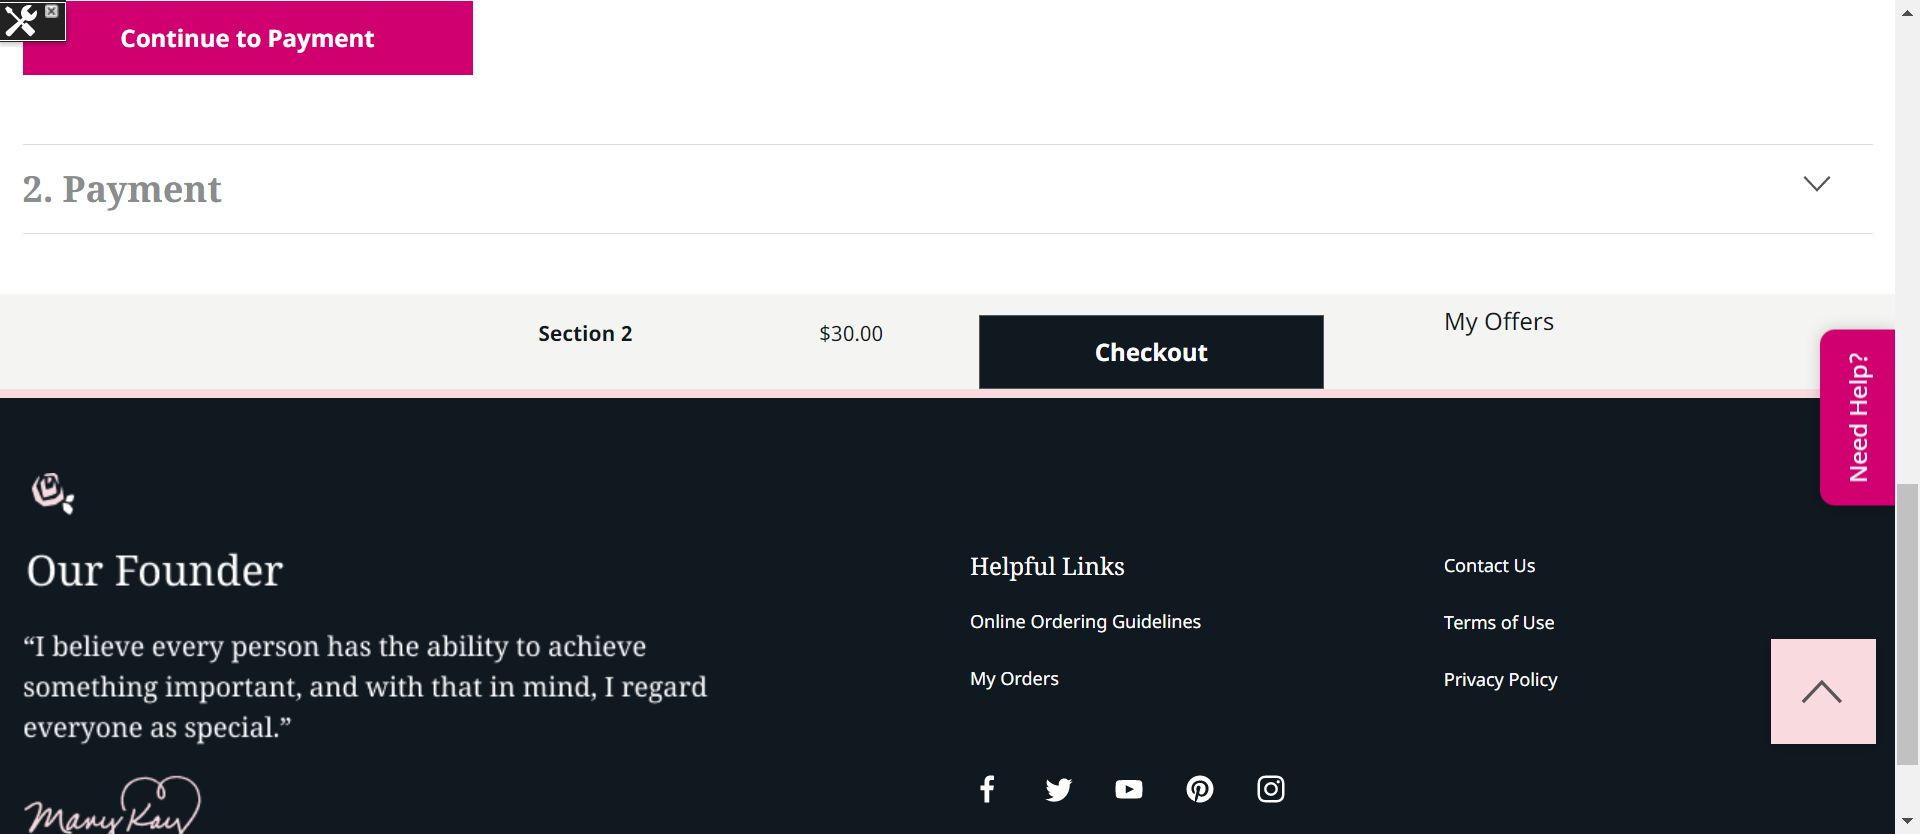 Continue to Payment
2. Payment
Section 2
$30.00
Checkout
My Offers
Need Help?
Our Founder
“I believe every person has the ability to achieve
something important, and with that in mind, I regard
everyone as special.”
Mary Kay
Helpful Links
Online Ordering Guidelines
My Orders
Contact Us
Terms of Use
Privacy Policy